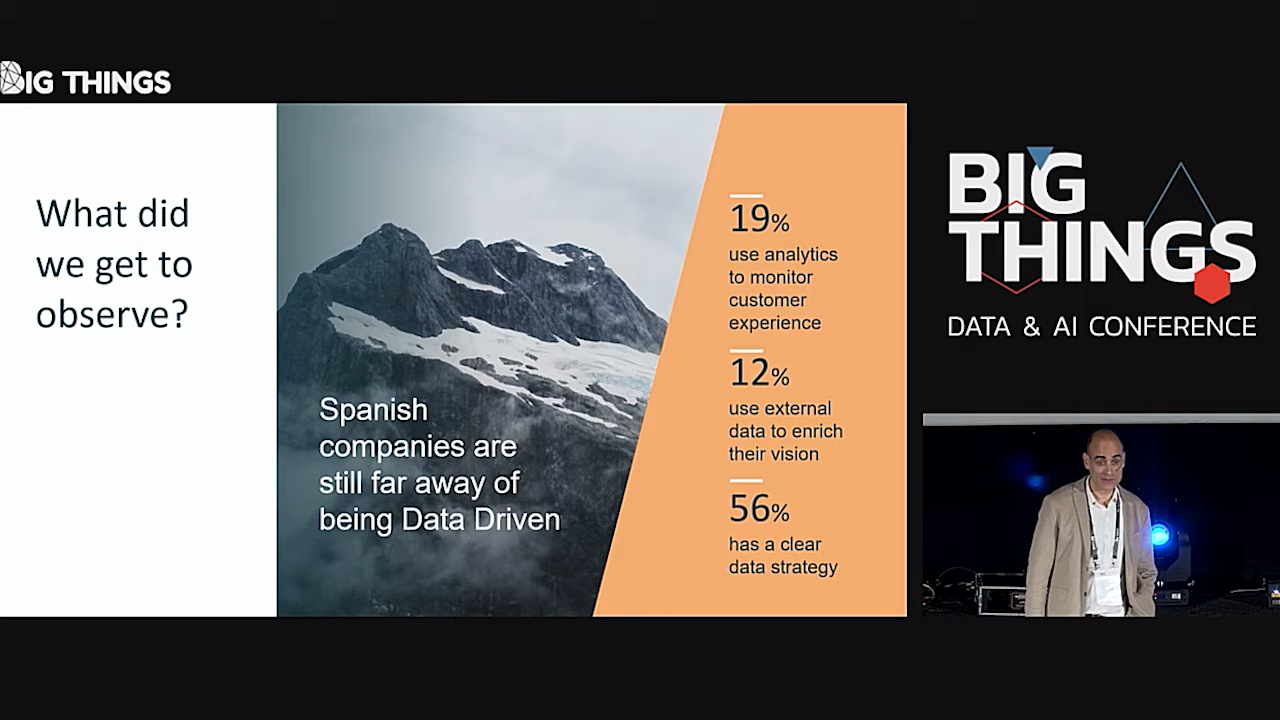 BIG THINGS
What did
we get to
observe?
Spanish
companies are
still far away of
being Data Driven
19%
use analytics
to monitor
customer
experience
12%
use external
data to enrich
their vision
56%
has a clear
data strategy
BIG
THINGS
DATA & AI CONFERENCE